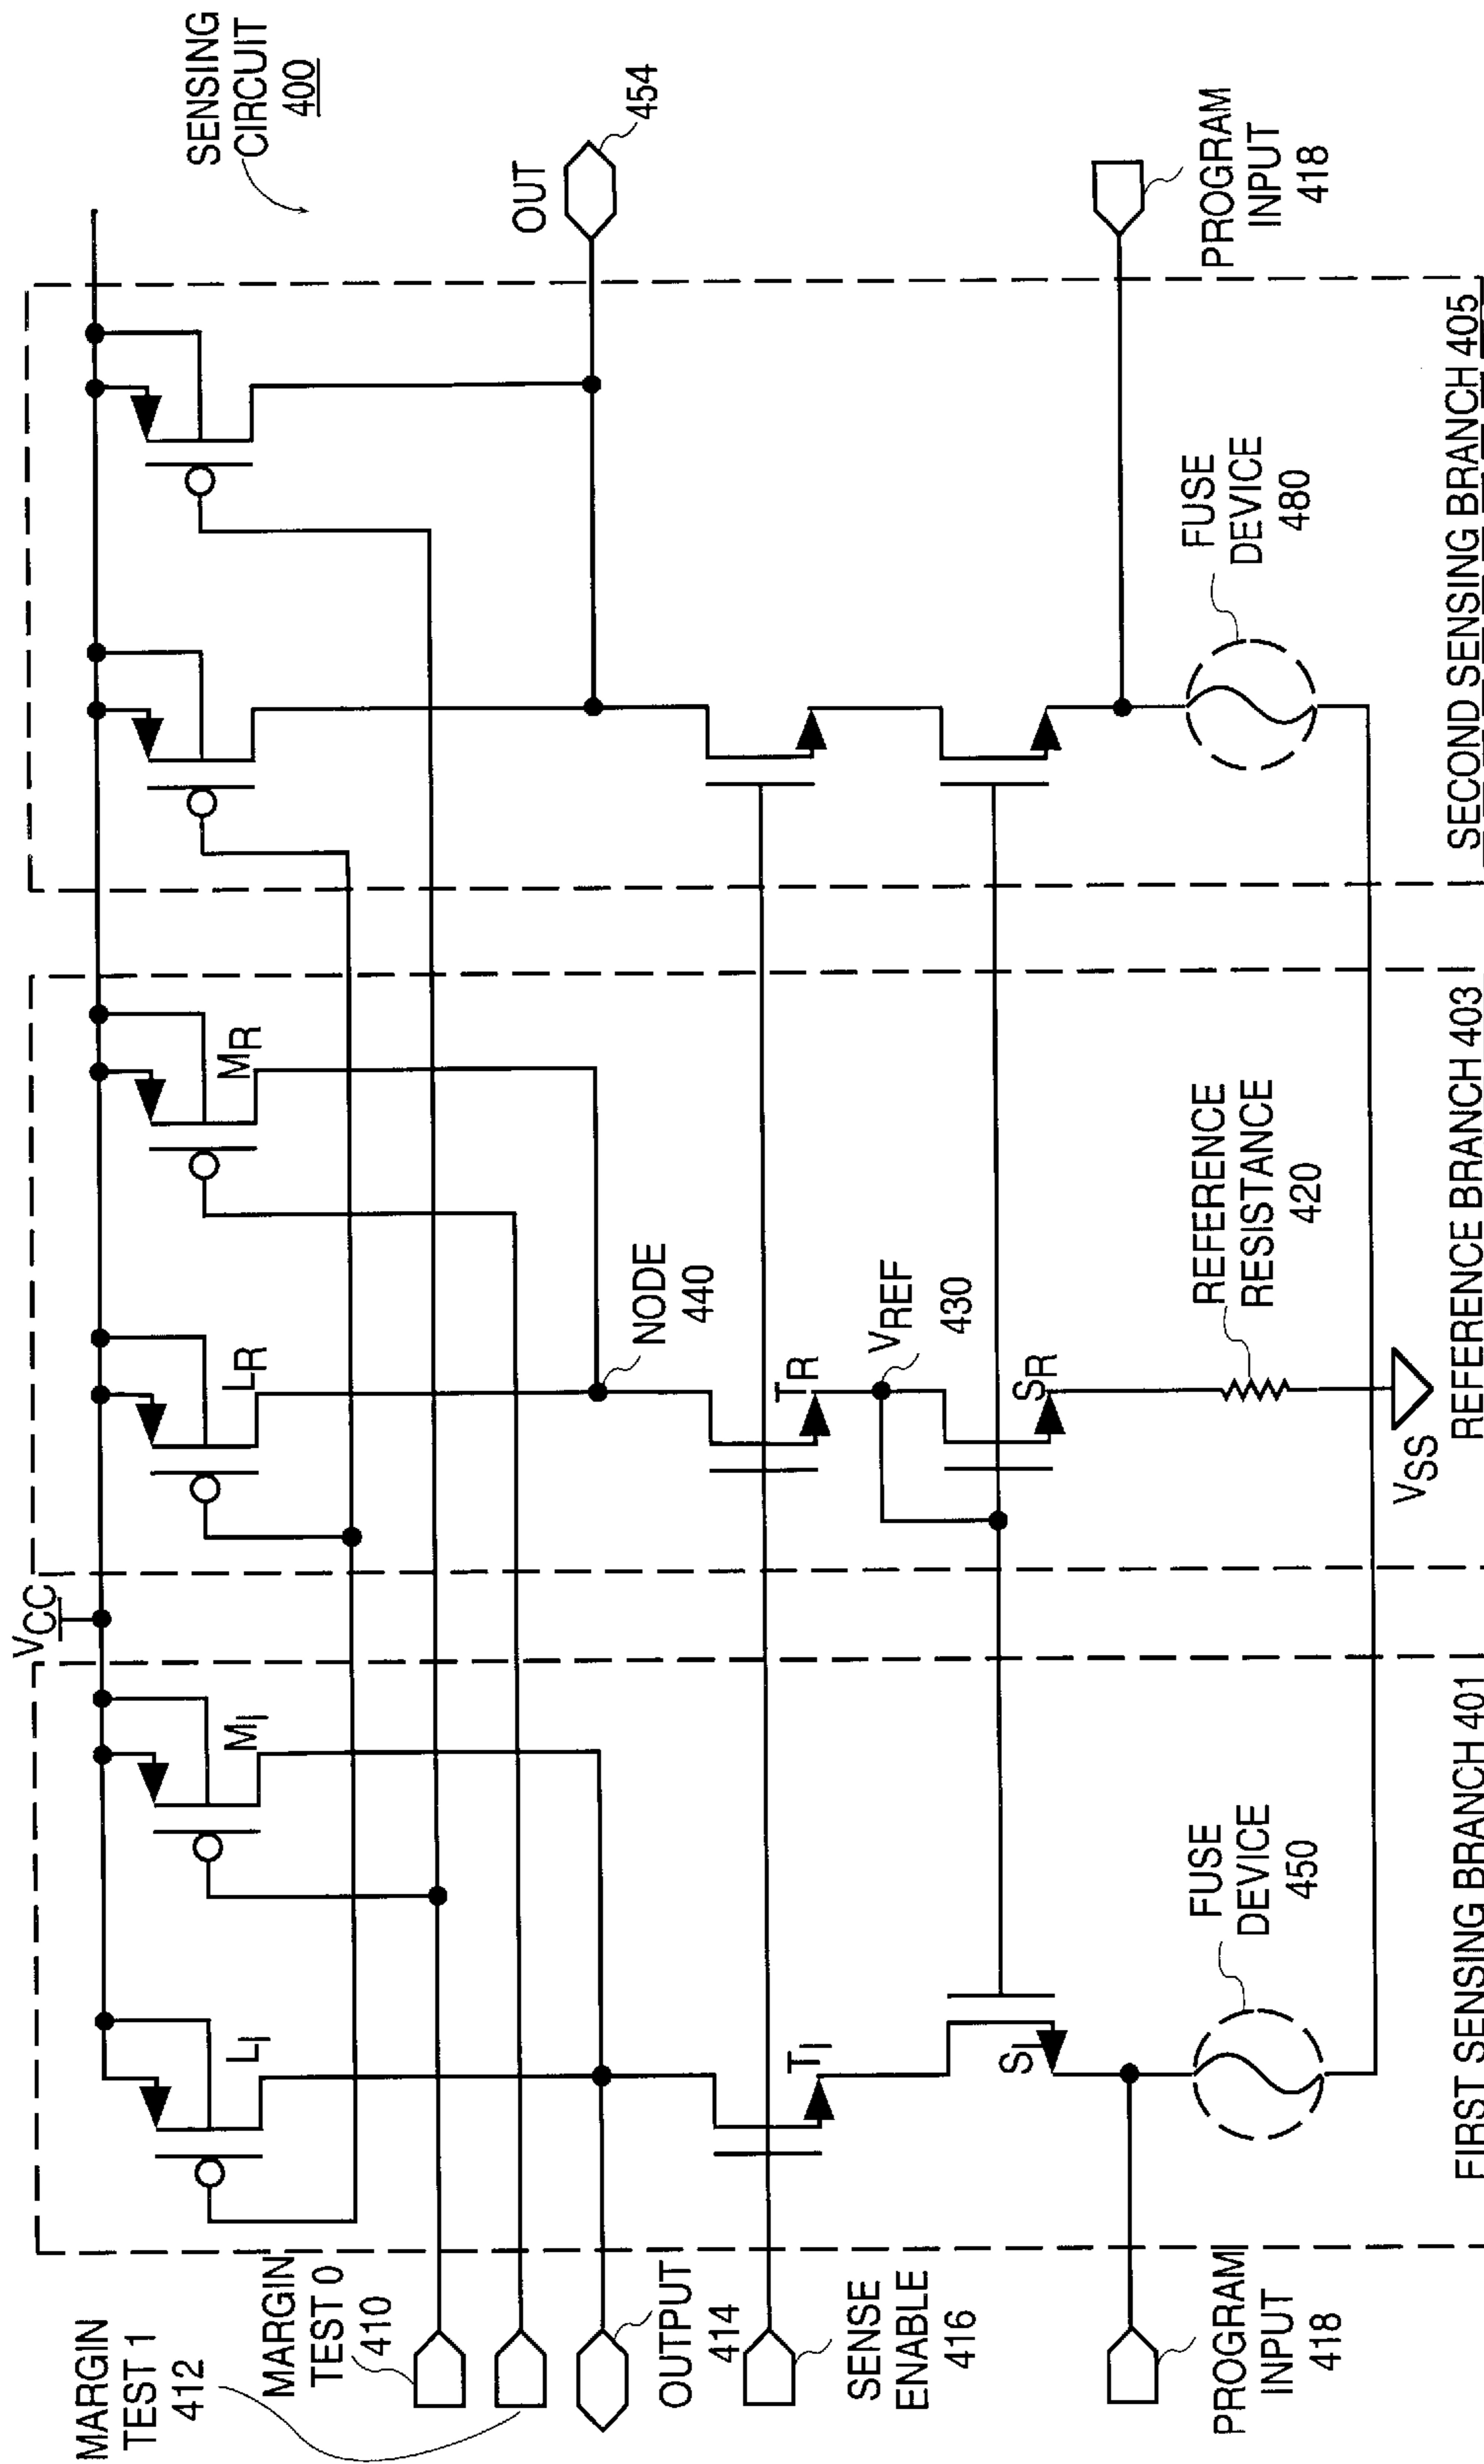 SENSING
CIRCUIT
400
VCC
LI
MI
LR
MR
MARGIN
TEST 1
412
MARGIN
TEST 0
410
OUTPUT
414
SENSE
ENABLE
416
PROGRAM
INPUT
418
NODE
440
OUT
454
TI
TR
VREF
430
SI
SR
FUSE
DEVICE
450
REFERENCE
RESISTANCE
420
FUSE
DEVICE
480
PROGRAM
INPUT
418
VSS
FIRST SENSING BRANCH 401
REFERENCE BRANCH 403
SECOND SENSING BRANCH 405